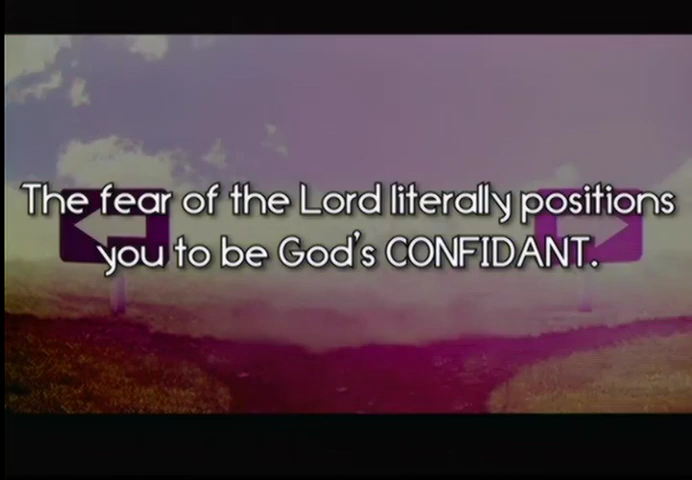 The fear of the Lord literally positions
you to be God's CONFIDANT.